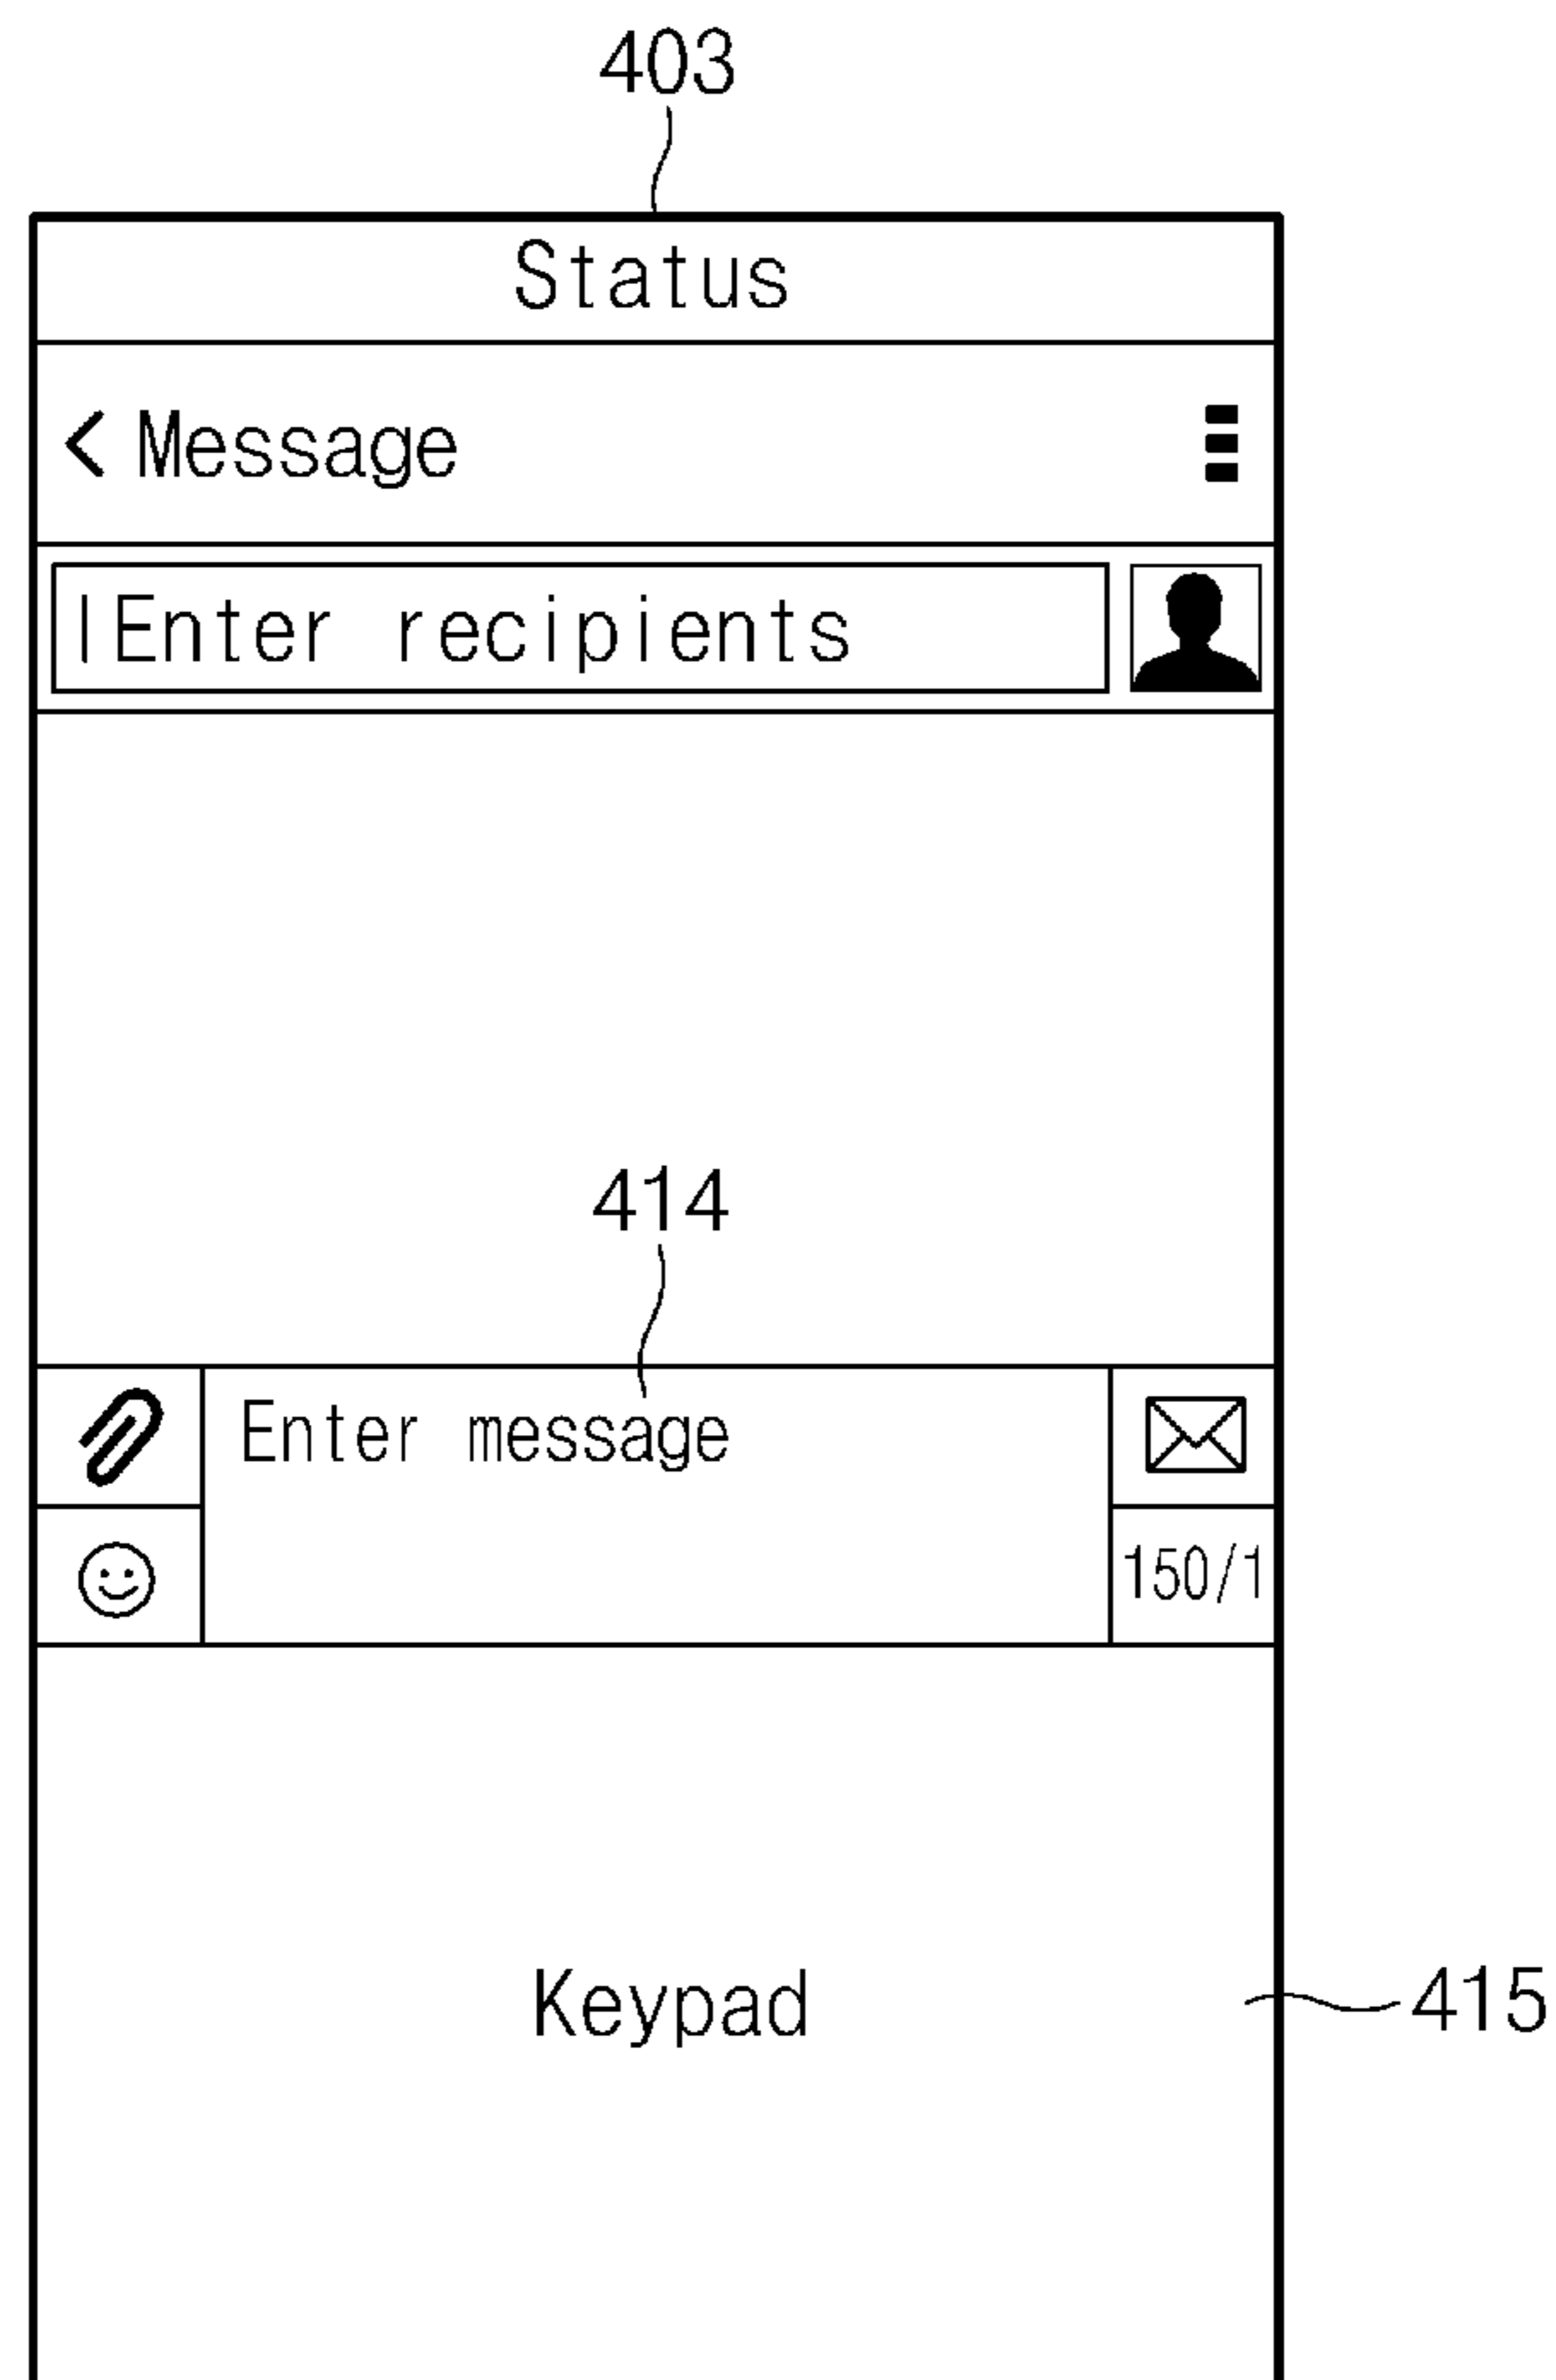 403
Status
< Message
Enter recipients
414
Enter message
150/1
Keypad
415